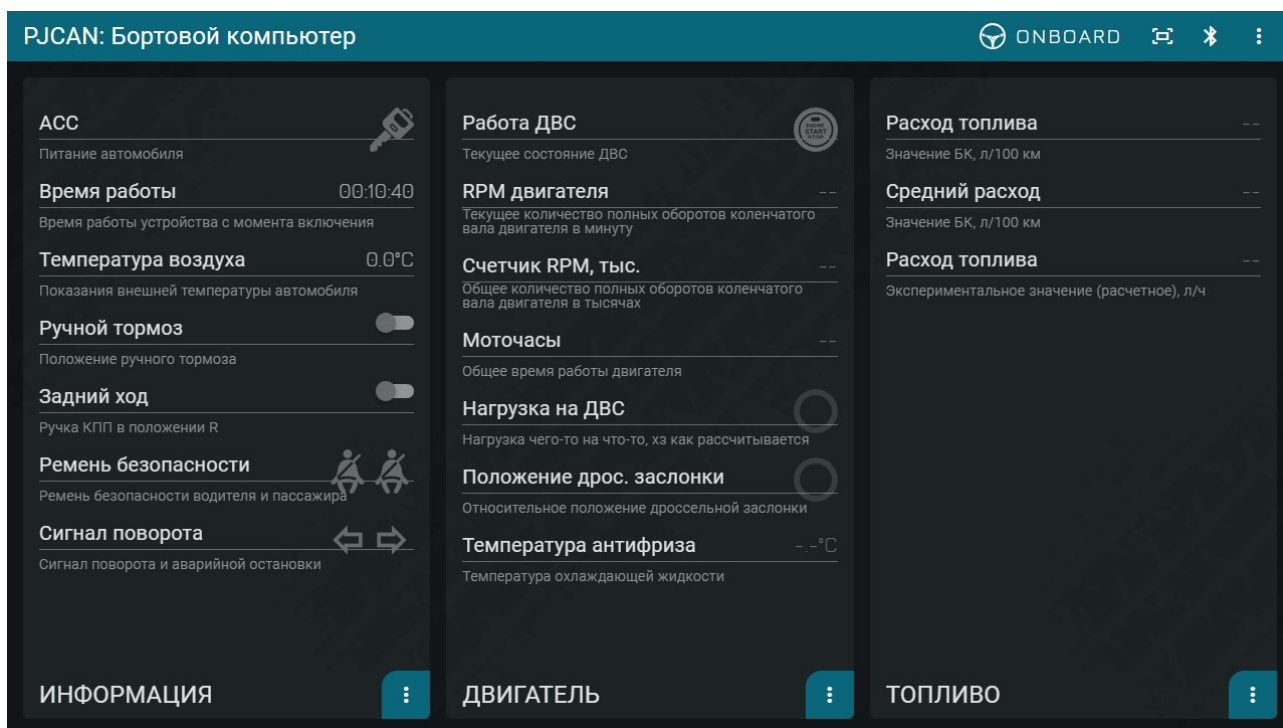 PJCAN: Бортовой компьютер
ONBOARD
ACC
Питание автомобиля
Время работы 00:10:40
Время работы устройства с момента включения
Температура воздуха 0.0°C
Показания внешней температуры автомобиля
Ручной тормоз
Положение ручного тормоза
Задний ход
Ручка КПП в положении R
Ремень безопасности
Ремень безопасности водителя и пассажира
Сигнал поворота
Сигнал поворота и аварийной остановки
ИНФОРМАЦИЯ
Работа ДВС
ENGINE
START
STOP
Текущее состояние ДВС
RPM двигателя --
Текущее количество полных оборотов коленчатого
вала двигателя в минуту
Счетчик RPM, тыс. --
Общее количество полных оборотов коленчатого
вала двигателя в тысячах
Моточасы --
Общее время работы двигателя
Нагрузка на ДВС
Нагрузка чего-то на что-то, хз как рассчитывается
Положение дрос. заслонки
Относительное положение дроссельной заслонки
Температура антифриза -.-°C
Температура охлаждающей жидкости
ДВИГАТЕЛЬ
Расход топлива --
Значение БК, л/100 км
Средний расход --
Значение БК, л/100 км
Расход топлива --
Экспериментальное значение (расчетное), л/ч
ТОПЛИВО